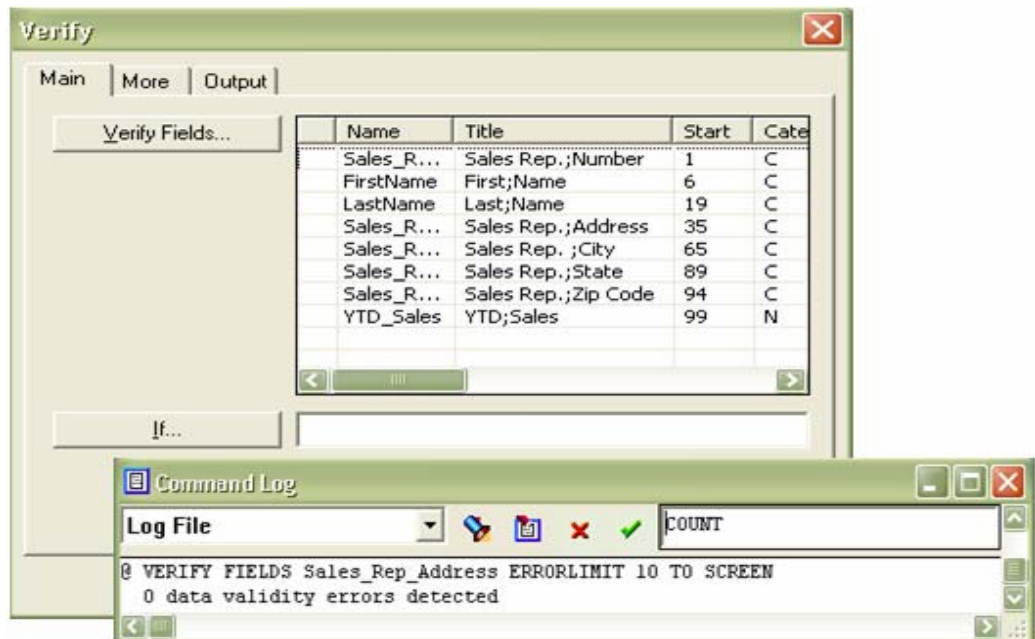 Verify
Main More Output
Verify Fields...
Name Title Start Cate
Sales_R... Sales Rep.;Number 1 C
FirstName First;Name 6 C
LastName Last;Name 19 C
Sales_R... Sales Rep.;Address 35 C
Sales_R... Sales Rep. ;City 65 C
Sales_R... Sales Rep.;State 89 C
Sales_R... Sales Rep.;Zip Code 94 C
YTD_Sales YTD;Sales 99 N
If...
Command Log
Log File COUNT
@ VERIFY FIELDS Sales_Rep_Address ERRORLIMIT 10 TO SCREEN
0 data validity errors detected